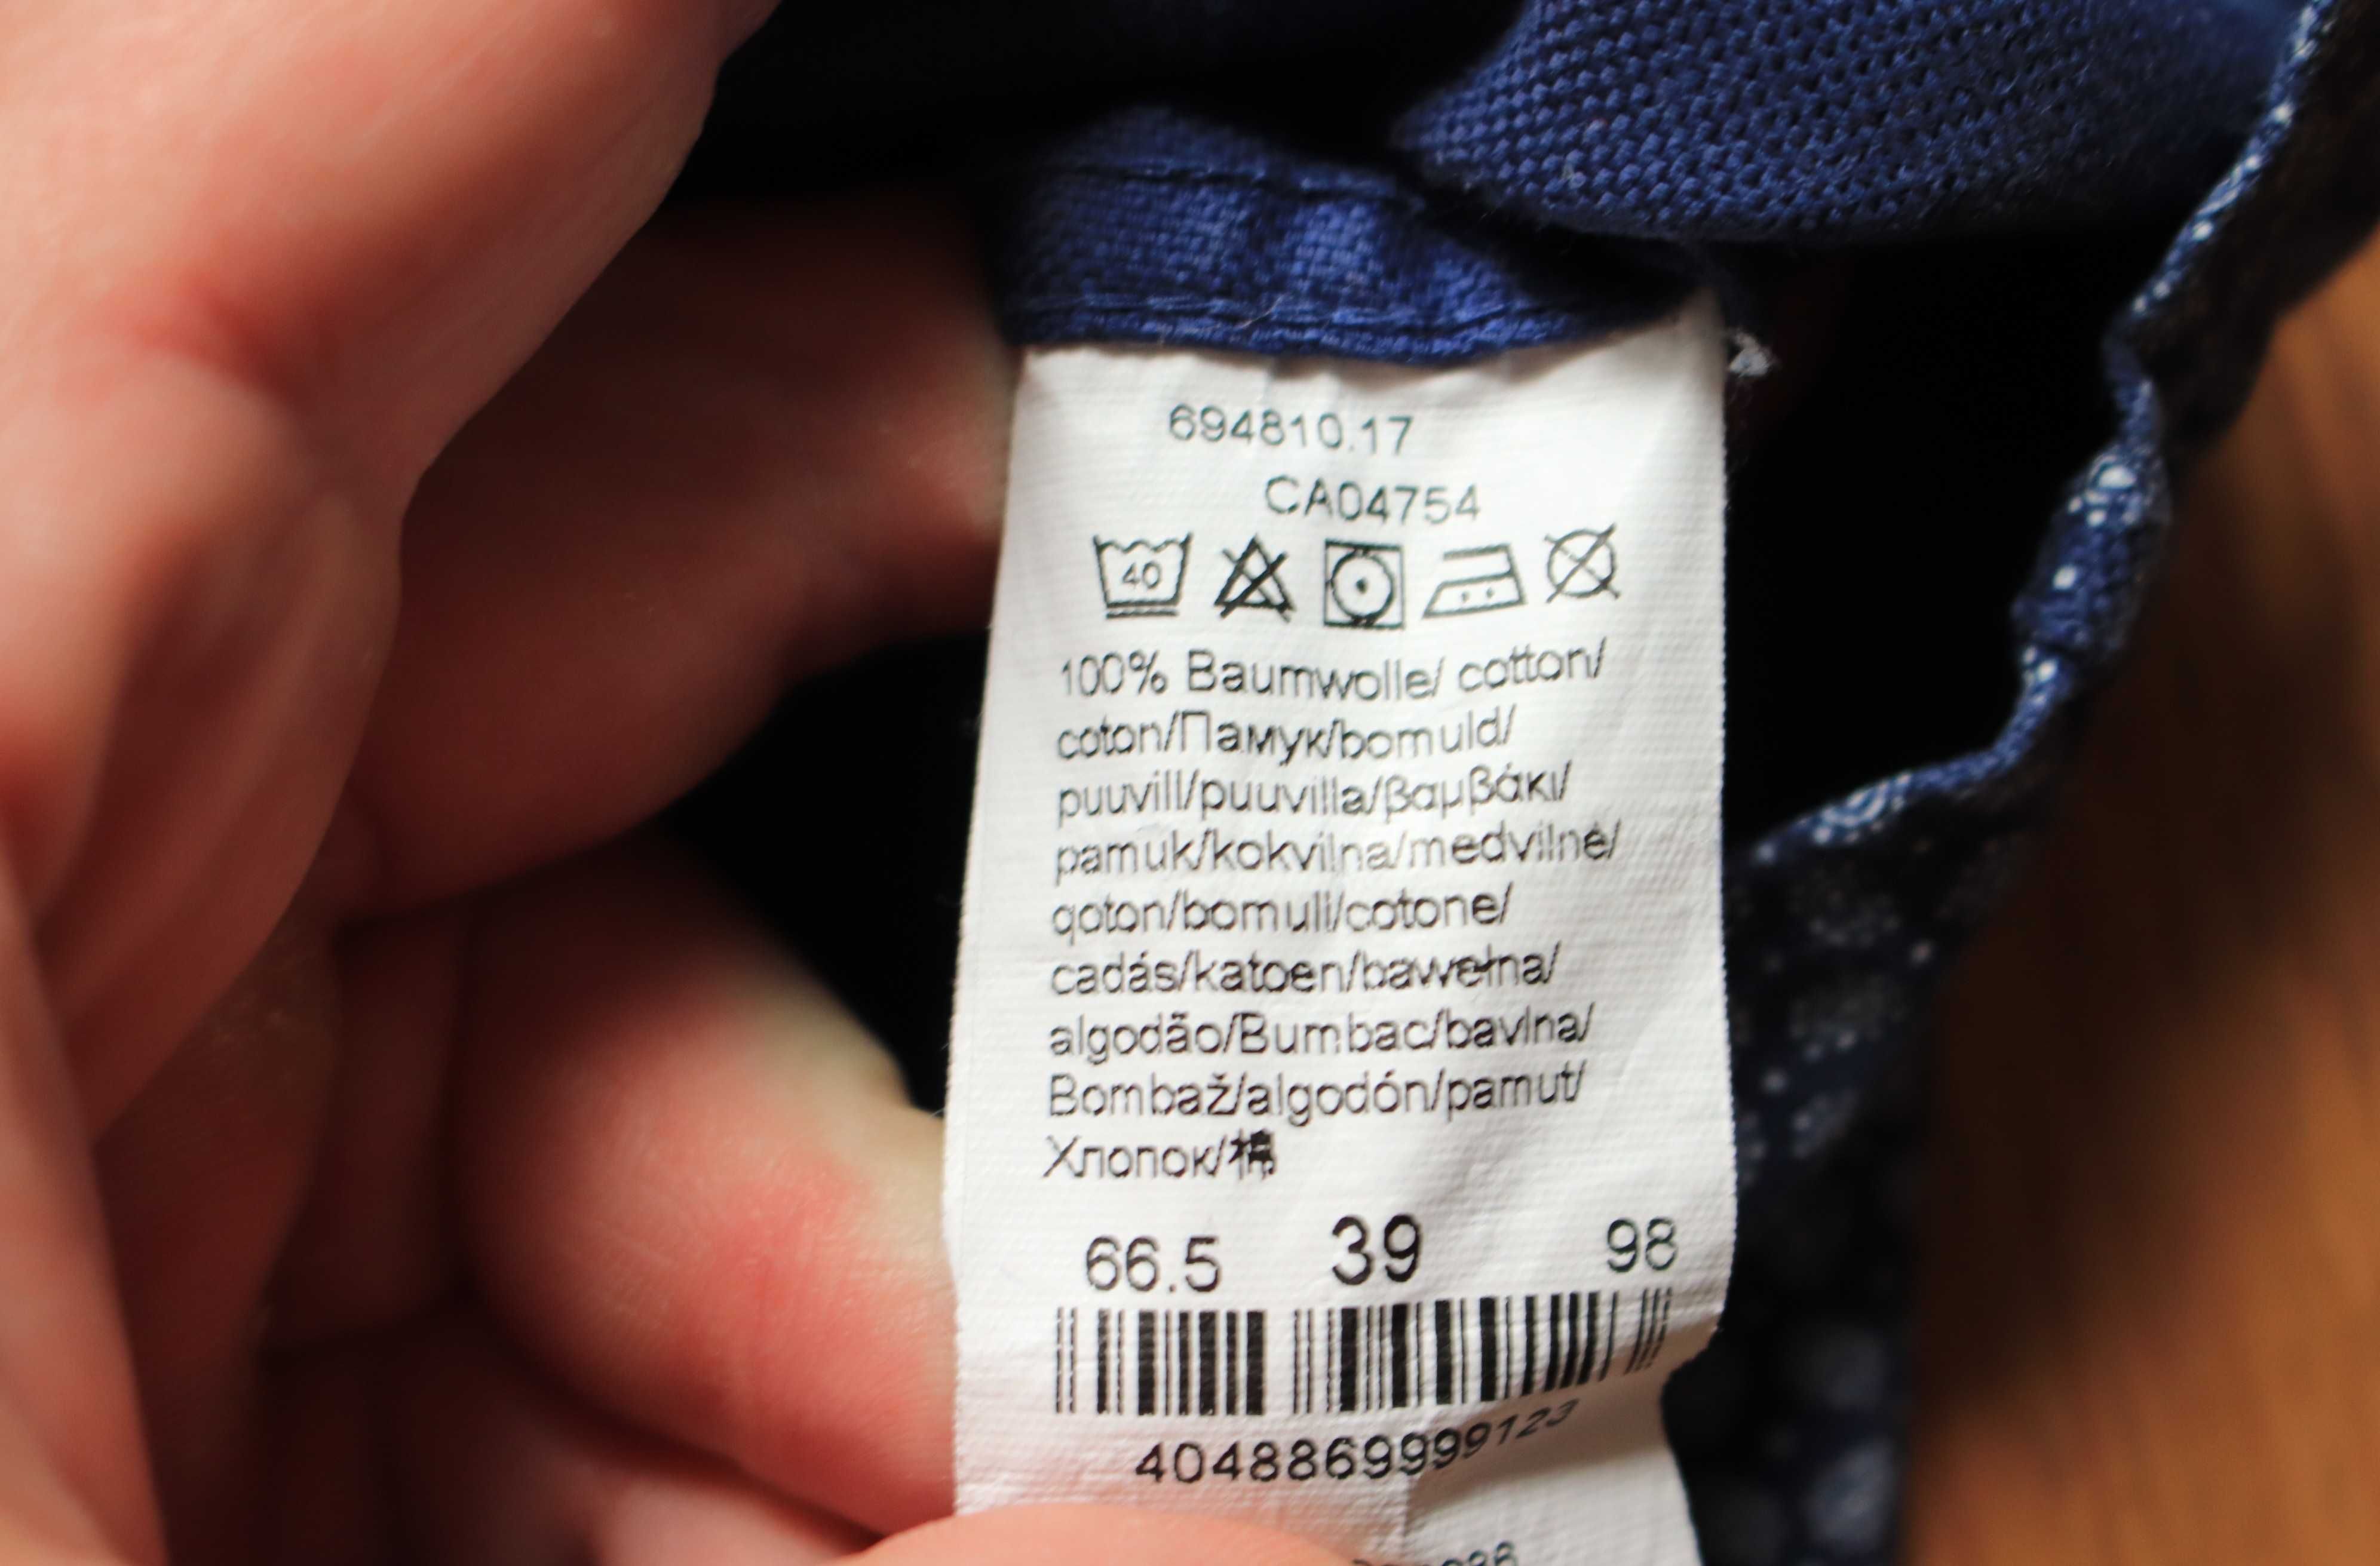 694810.17
CA04754
40
100% Baumwolle/ cotton/
coton/Памук/bomuld/
puuvill/puuvilla/βαμβάκι/
pamuk/kokvilna/medvilnė/
qoton/bomuli/cotone/
cadás/katoen/bawełna/
algodão/Bumbac/bavlna/
Bombaž/algodón/pamut/
Хлопок/棉
66.5 39 98
4048869999123